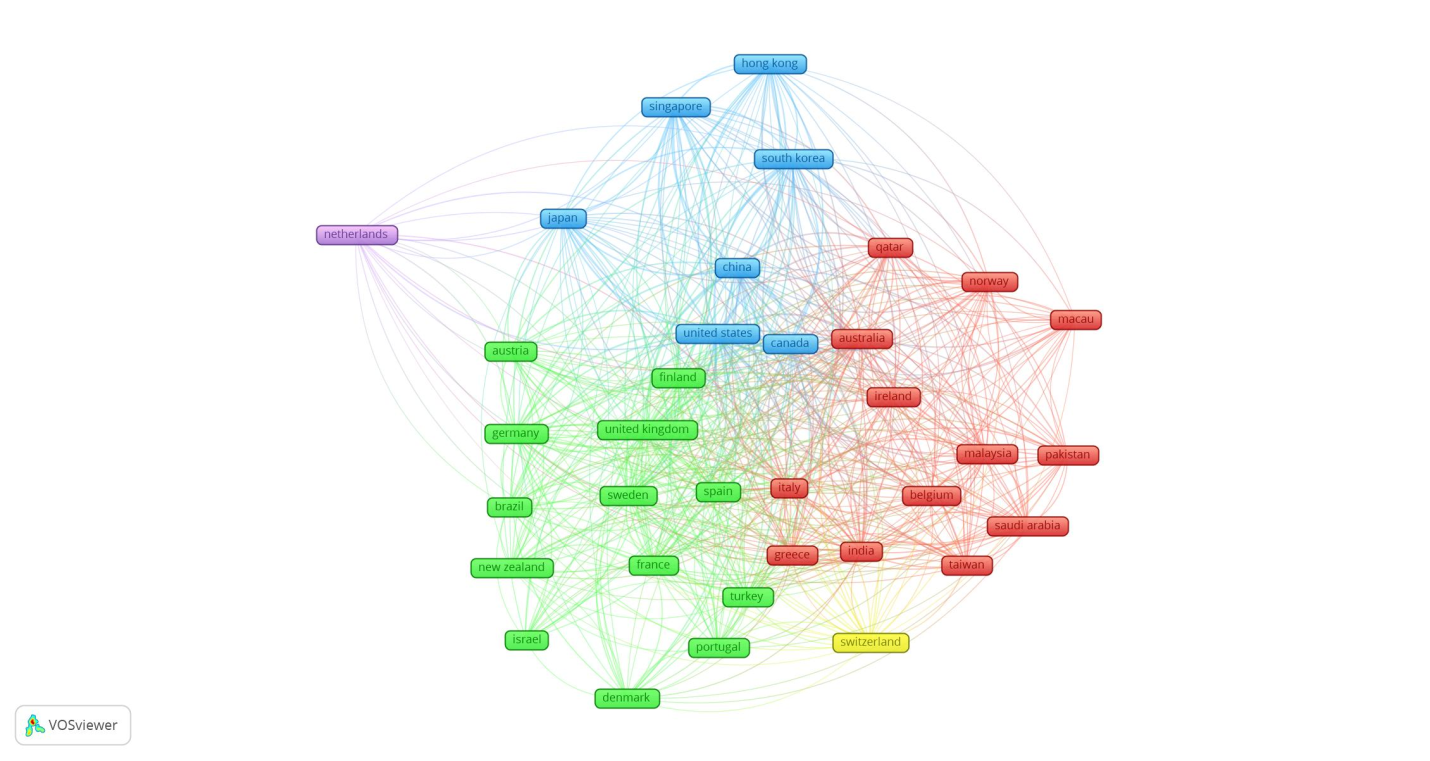 hong kong
singapore
south korea
japan
netherlands
qatar
china
norway
macau
united states
canada
australia
austria
finland
ireland
united kingdom
germany
malaysia
pakistan
italy
spain
sweden
belgium
brazil
saudi arabia
india
greece
france
taiwan
new zealand
turkey
israel
switzerland
portugal
denmark
VOSviewer